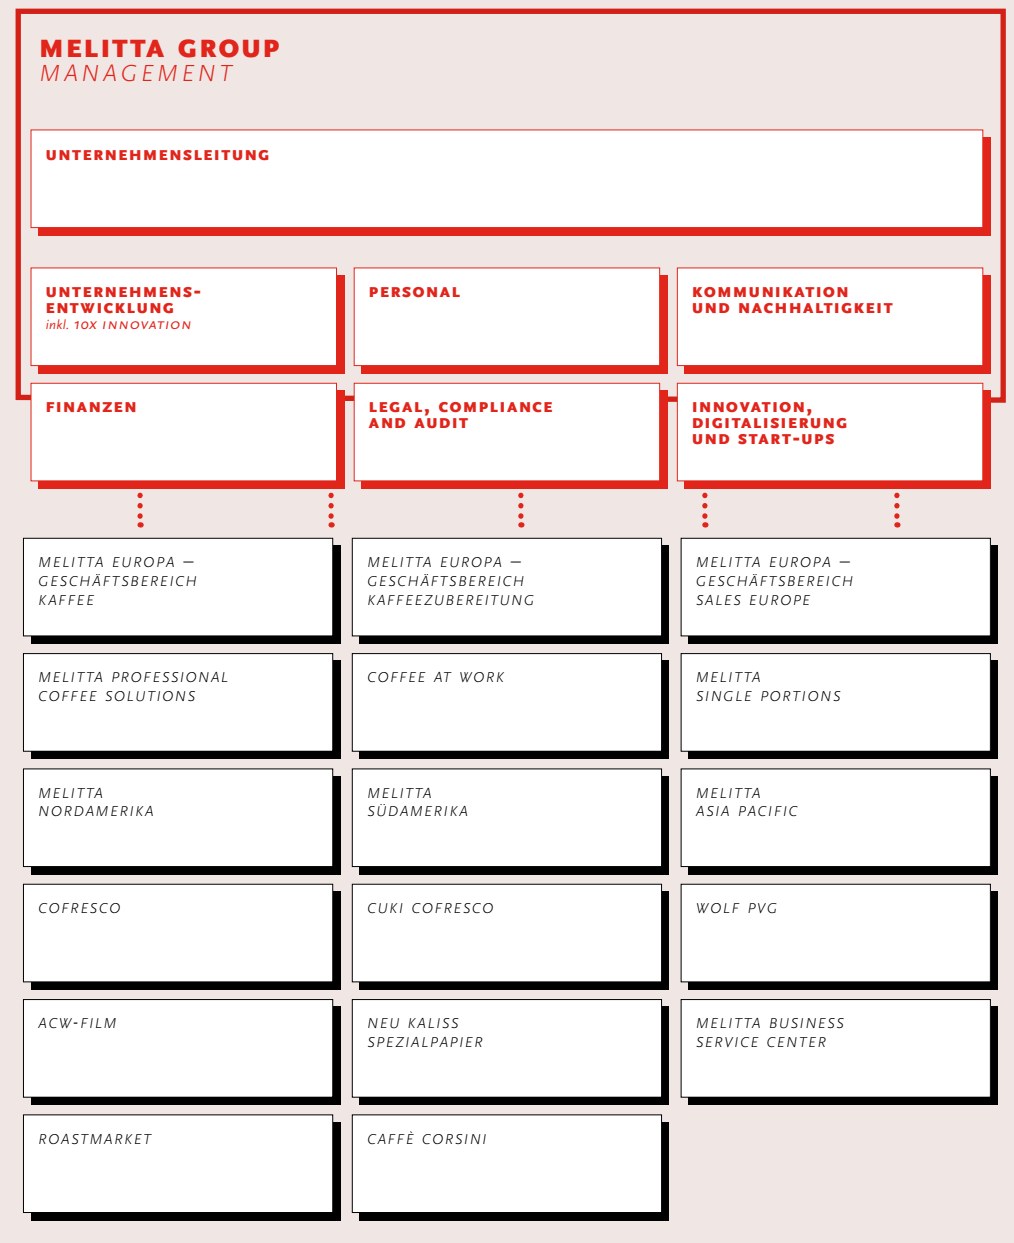 MELITTA GROUP
MANAGEMENT
UNTERNEHMENSLEITUNG
UNTERNEHMENS-
ENTWICKLUNG
inkl. 10X INNOVATION
PERSONAL
KOMMUNIKATION
UND NACHHALTIGKEIT
FINANZEN
LEGAL, COMPLIANCE
AND AUDIT
INNOVATION,
DIGITALISIERUNG
UND START-UPS
MELITTA EUROPA –
GESCHÄFTSBEREICH
KAFFEE
MELITTA EUROPA –
GESCHÄFTSBEREICH
KAFFEEZUBEREITUNG
MELITTA EUROPA –
GESCHÄFTSBEREICH
SALES EUROPE
MELITTA PROFESSIONAL
COFFEE SOLUTIONS
COFFEE AT WORK
MELITTA
SINGLE PORTIONS
MELITTA
NORDAMERIKA
MELITTA
SÜDAMERIKA
MELITTA
ASIA PACIFIC
COFRESCO
CUKI COFRESCO
WOLF PVG
ACW-FILM
NEU KALISS
SPEZIALPAPIER
MELITTA BUSINESS
SERVICE CENTER
ROASTMARKET
CAFFÈ CORSINI